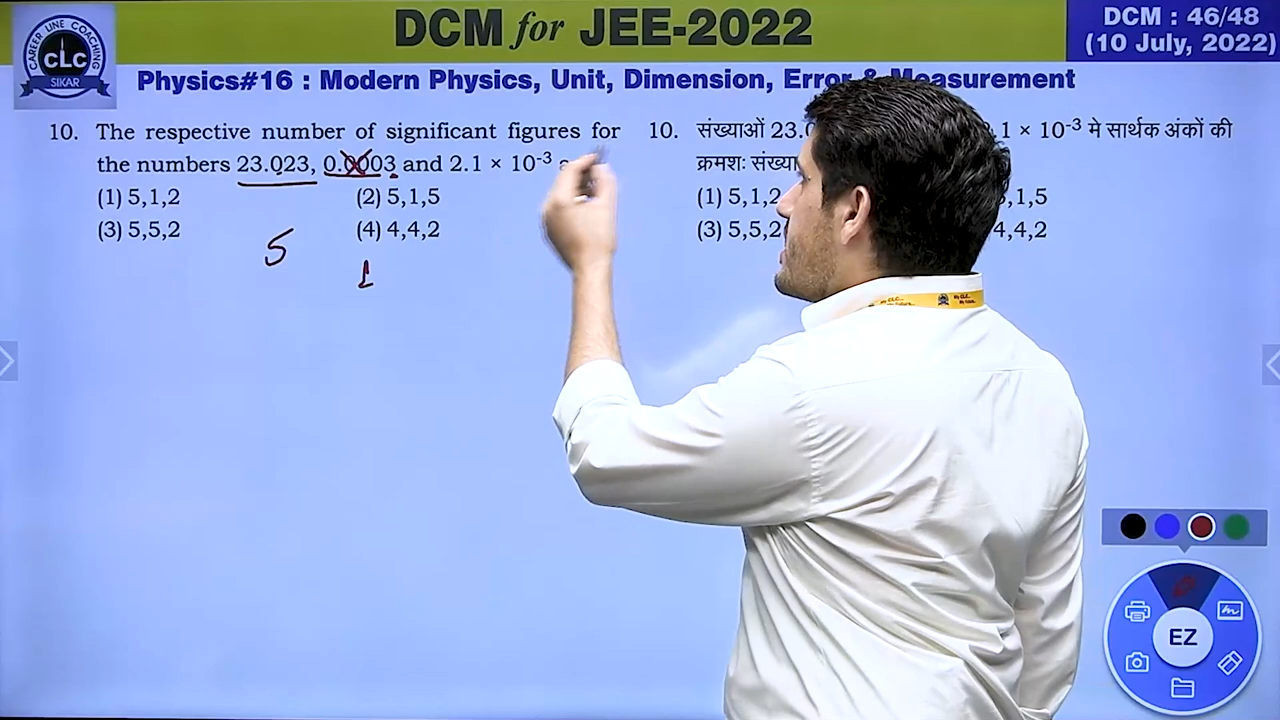 CAREER LINE COACHING
CLC
SIKAR
DCM for JEE-2022
DCM : 46/48
(10 July, 2022)
Physics#16 : Modern Physics, Unit, Dimension, Error & Measurement
10. The respective number of significant figures for
the numbers 23.023, 0.0003 and 2.1 × 10⁻³
(1) 5,1,2 (2) 5,1,5
(3) 5,5,2 (4) 4,4,2
5
1
10. संख्याओं 1 × 10⁻³ मे सार्थक अंकों की
क्रमशः
(1) 5,1,2 ,1,5
(3) 5,5,2 4,4,2
EZ